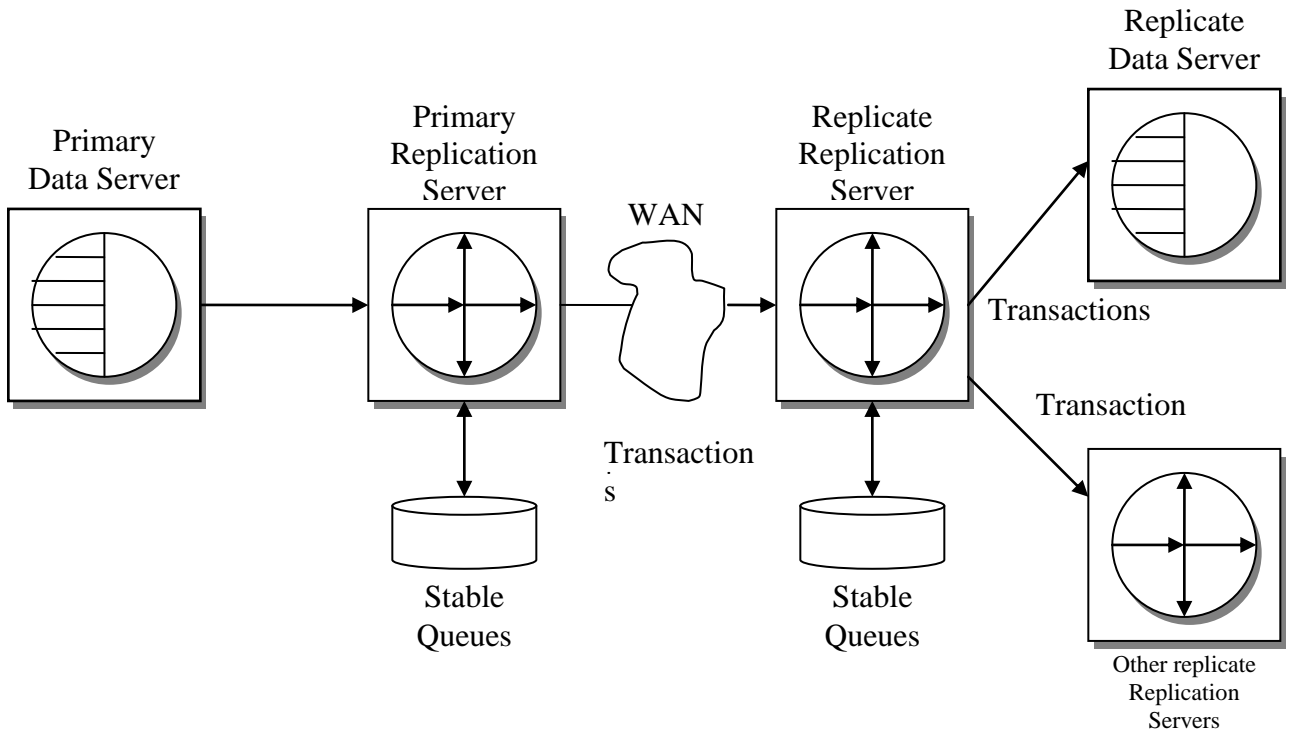 Primary
Data Server
Primary
Replication
Server
WAN
Transaction
s
Replicate
Replication
Server
Replicate
Data Server
Transactions
Transaction
Stable
Queues
Stable
Queues
Other replicate
Replication
Servers